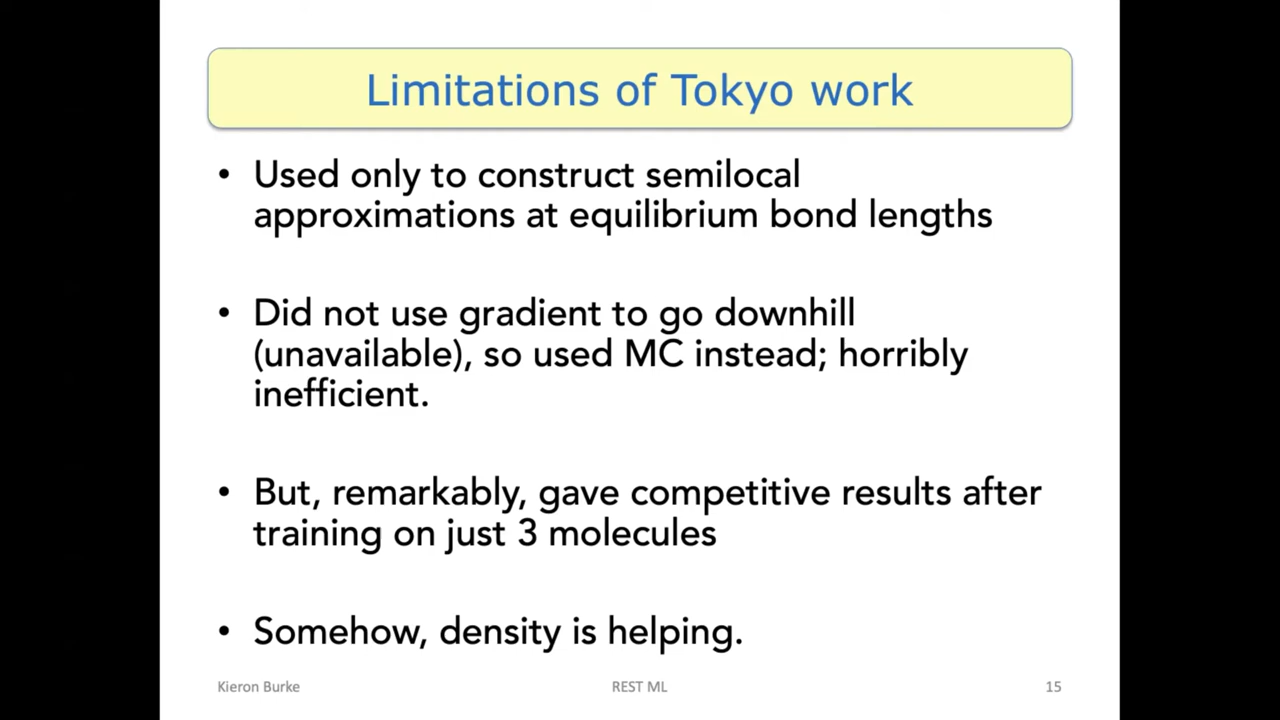 Limitations of Tokyo work
• Used only to construct semilocal
approximations at equilibrium bond lengths
• Did not use gradient to go downhill
(unavailable), so used MC instead; horribly
inefficient.
• But, remarkably, gave competitive results after
training on just 3 molecules
• Somehow, density is helping.
Kieron Burke
REST ML
15